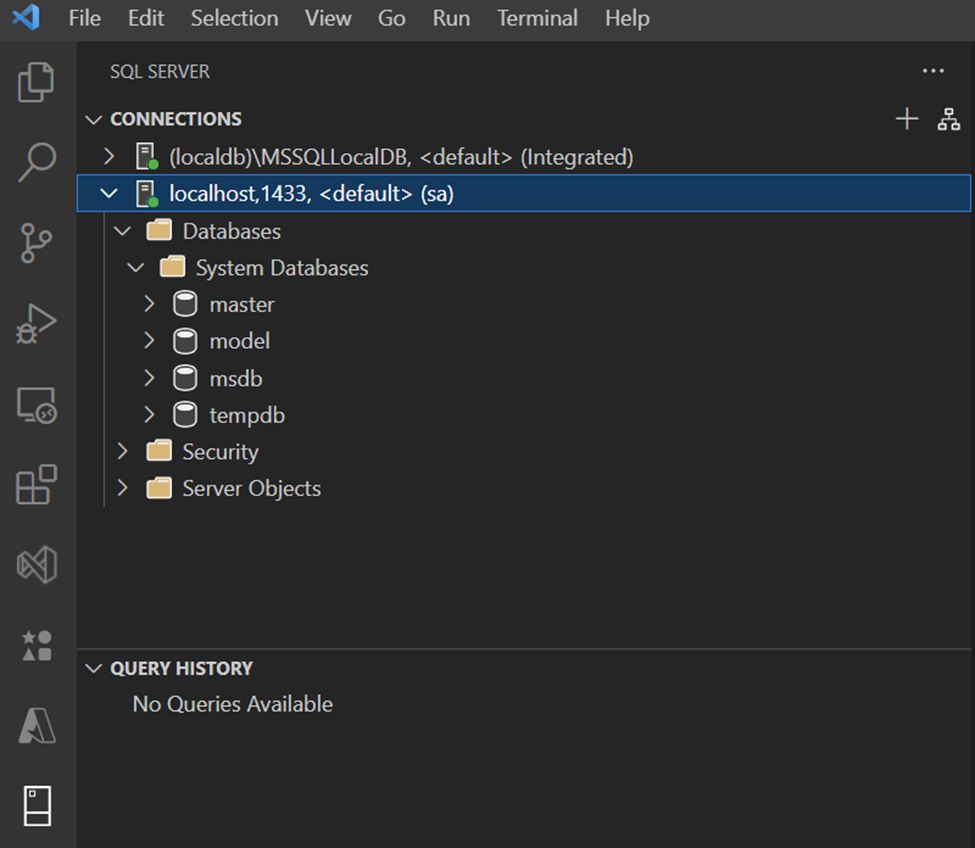 File Edit Selection View Go Run Terminal Help
SQL SERVER
CONNECTIONS
(localdb)\MSSQLLocalDB, <default> (Integrated)
localhost,1433, <default> (sa)
Databases
System Databases
master
model
msdb
tempdb
Security
Server Objects
QUERY HISTORY
No Queries Available